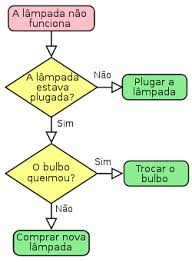 A lâmpada não
funciona
A lâmpada
estava
plugada?
Não
Plugar a
lâmpada
Sim
O bulbo
queimou?
Sim
Trocar o
bulbo
Não
Comprar nova
lâmpada